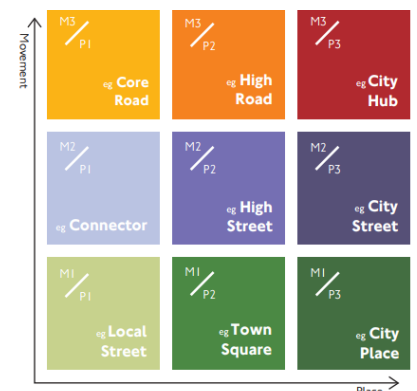 Movement
M3/P1
eg Core
Road
M3/P2
eg High
Road
M3/P3
eg City
Hub
M2/P1
eg Connector
M2/P2
eg High
Street
M2/P3
eg City
Street
M1/P1
eg Local
Street
M1/P2
eg Town
Square
M1/P3
eg City
Place
Place